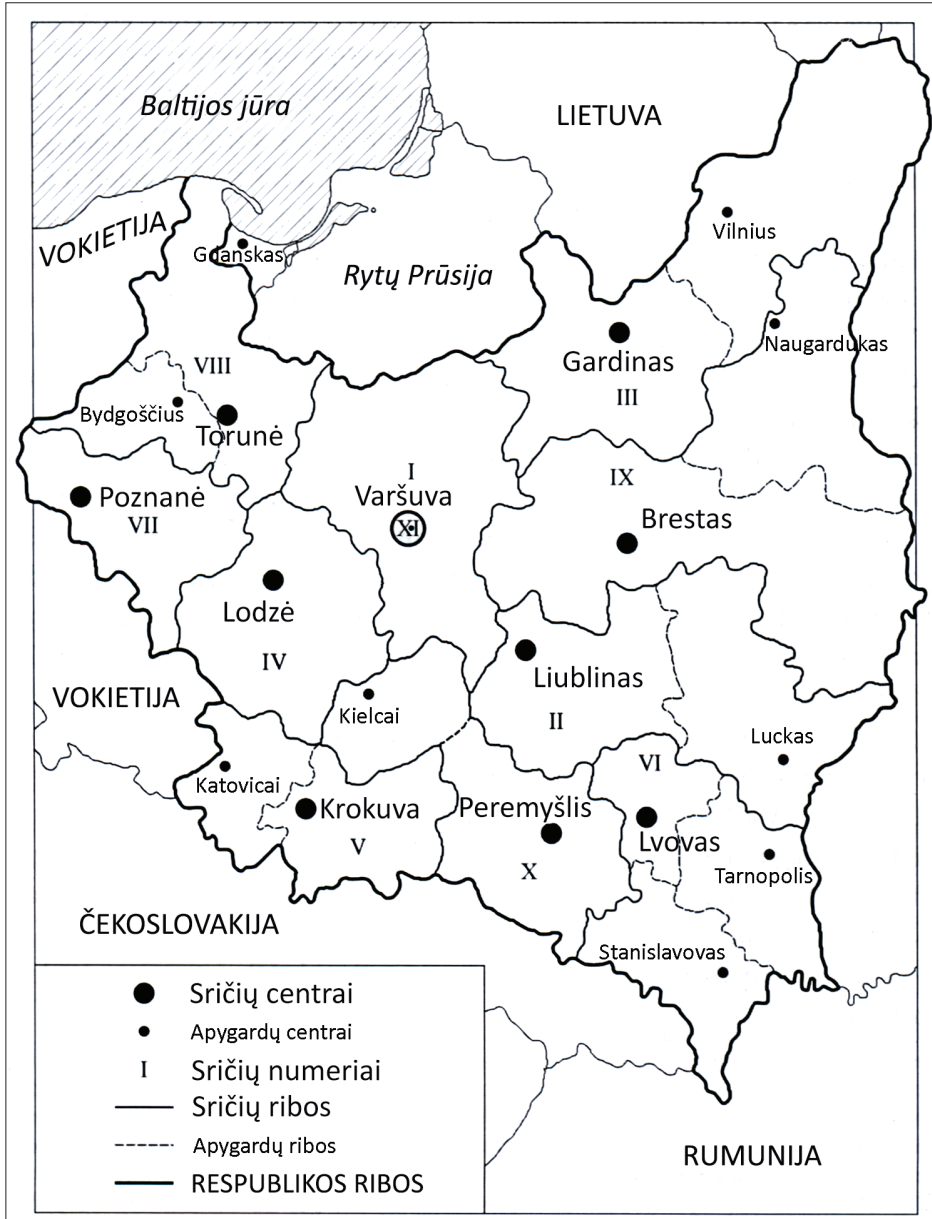 Baltijos jūra
LIETUVA
VOKIETIJA
Vilnius
Gdanskas
Rytų Prūsija
Naugardukas
Gardinas
III
VIII
Bydgoščius
Torunė
I
Varšuva
XI
IX
Brestas
Poznanė
VII
Lodzė
IV
Liublinas
II
VOKIETIJA
Kielcai
Luckas
VI
Katovicai
Krokuva
V
Peremyšlis
X
Lvovas
Tarnopolis
ČEKOSLOVAKIJA
Stanislavovas
Sričių centrai
Apygardų centrai
I Sričių numeriai
Sričių ribos
Apygardų ribos
RESPUBLIKOS RIBOS
RUMUNIJA